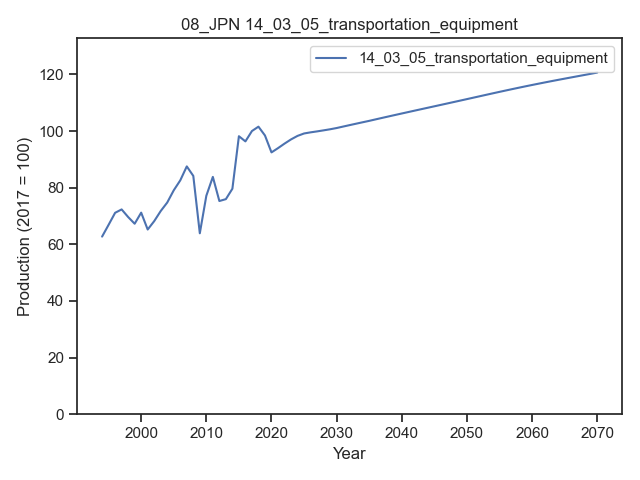 08_JPN 14_03_05_transportation_equipment
14_03_05_transportation_equipment
Production (2017 = 100)
120
100
80
60
40
20
0
2000 2010 2020 2030 2040 2050 2060 2070
Year